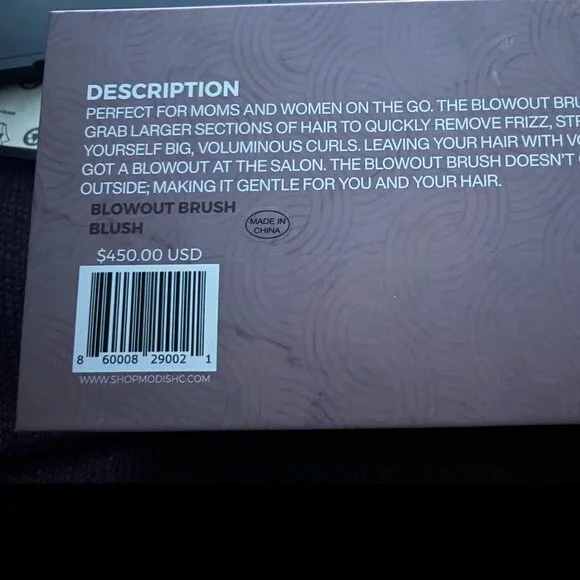 DESCRIPTION
PERFECT FOR MOMS AND WOMEN ON THE GO. THE BLOWOUT BRU
GRAB LARGER SECTIONS OF HAIR TO QUICKLY REMOVE FRIZZ, STR
YOURSELF BIG, VOLUMINOUS CURLS. LEAVING YOUR HAIR WITH VO
GOT A BLOWOUT AT THE SALON. THE BLOWOUT BRUSH DOESN'T
OUTSIDE; MAKING IT GENTLE FOR YOU AND YOUR HAIR.
BLOWOUT BRUSH
BLUSH
MADE IN
CHINA
$450.00 USD
8 60008 29002 1
WWW.SHOPMODISHC.COM